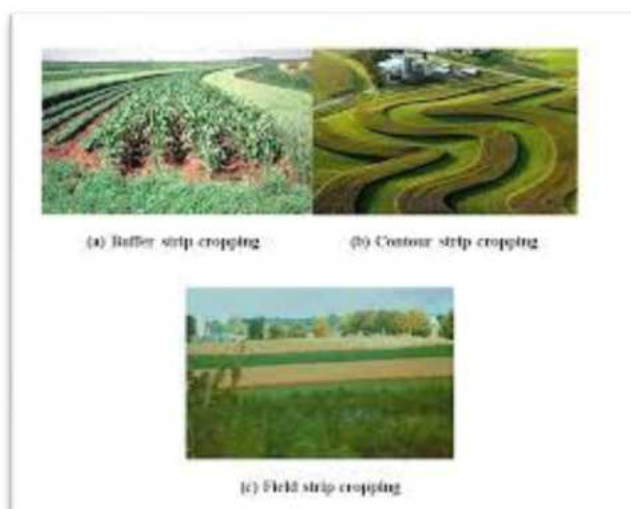 (a) Buffer strip cropping
(b) Contour strip cropping
(c) Field strip cropping